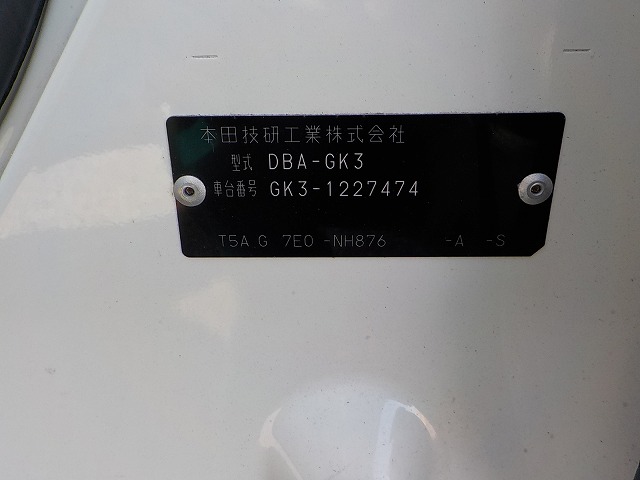 本田技研工業株式会社
型式 DBA-GK3
車台番号 GK3-1227474
T5A G 7E0 -NH876 -A -S